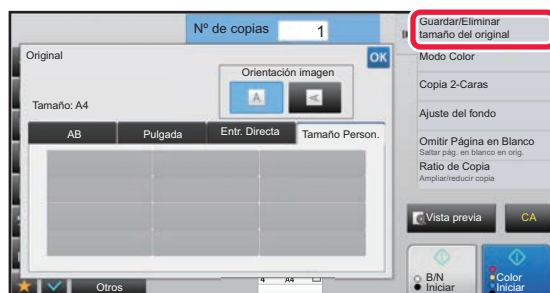 Nº de copias
1
Original
OK
Orientación imagen
A
A
Tamaño: A4
AB
Pulgada
Entr. Directa
Tamaño Person.
Otros
4
A4
Guardar/Eliminar
tamaño del original
Modo Color
Copia 2-Caras
Ajuste del fondo
Omitir Página en Blanco
Saltar pág. en blanco en orig.
Ratio de Copia
Ampliar/reducir copia
Vista previa
CA
B/N
Iniciar
Color
Iniciar